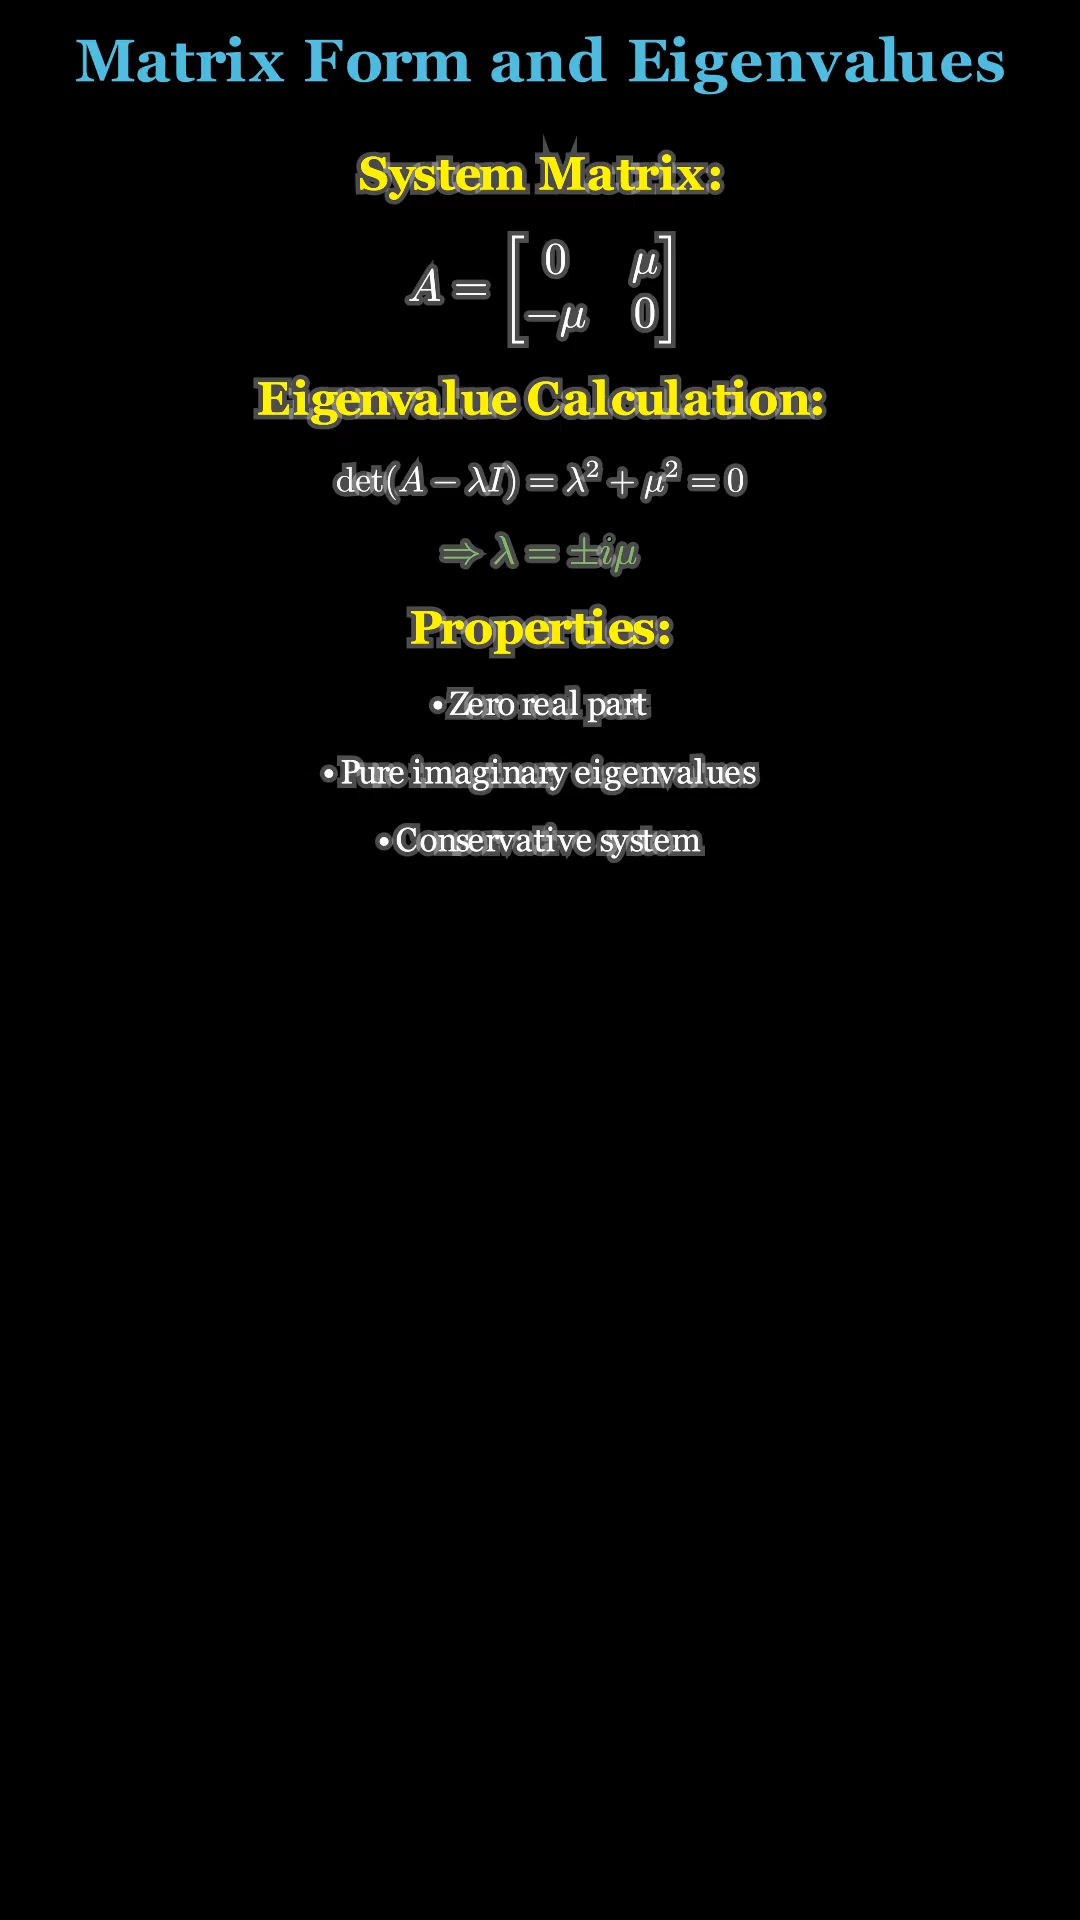 Matrix Form and Eigenvalues
System Matrix:
A = [0 μ
−μ 0]
Eigenvalue Calculation:
det(A − λI) = λ² + μ² = 0
⇒ λ = ±iμ
Properties:
• Zero real part
• Pure imaginary eigenvalues
• Conservative system